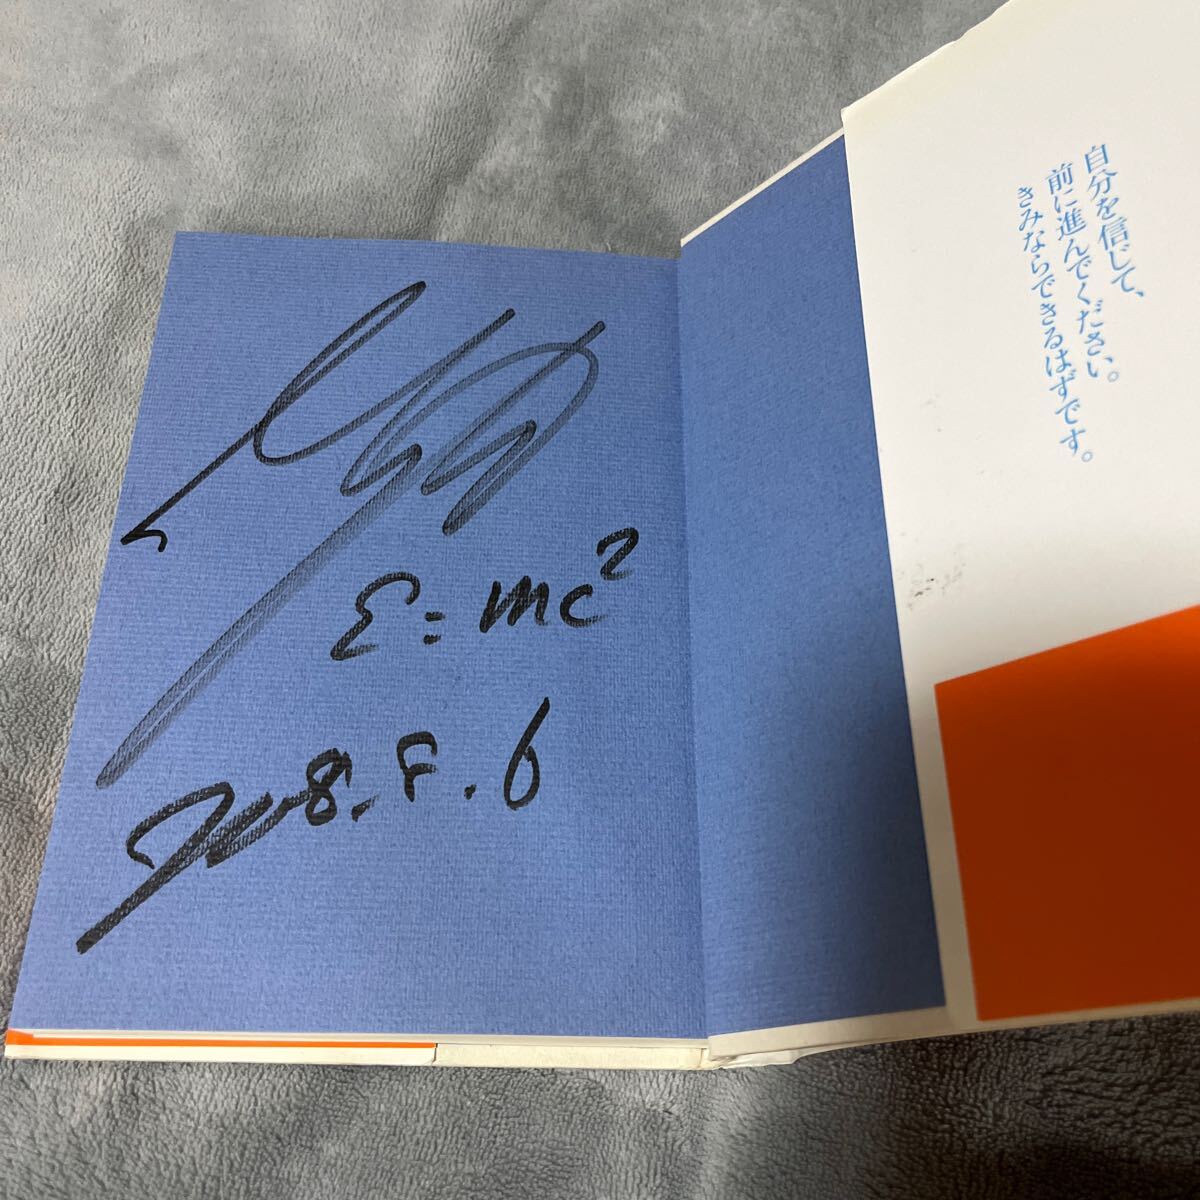 E=mc²
2008.8.6
自分を信じて、
前に進んでください。
きみならできるはずです。